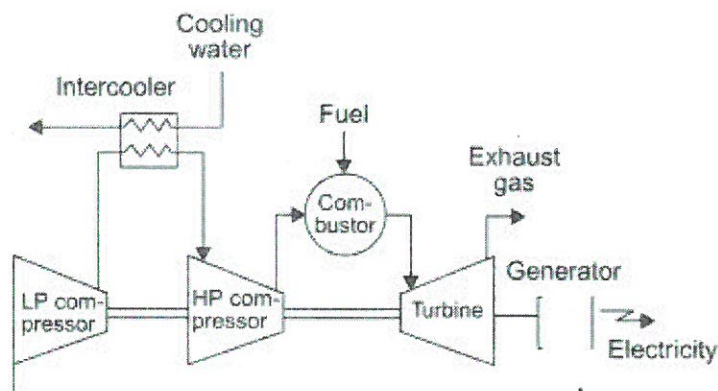 Cooling
water
Intercooler
Fuel
Exhaust
gas
Com-
bustor
Generator
LP com-
pressor
HP com-
pressor
Turbine
Electricity